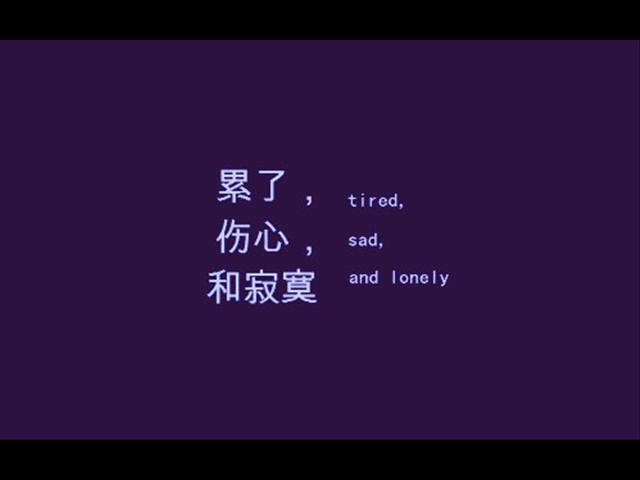 累了， tired,
伤心， sad,
和寂寞 and lonely